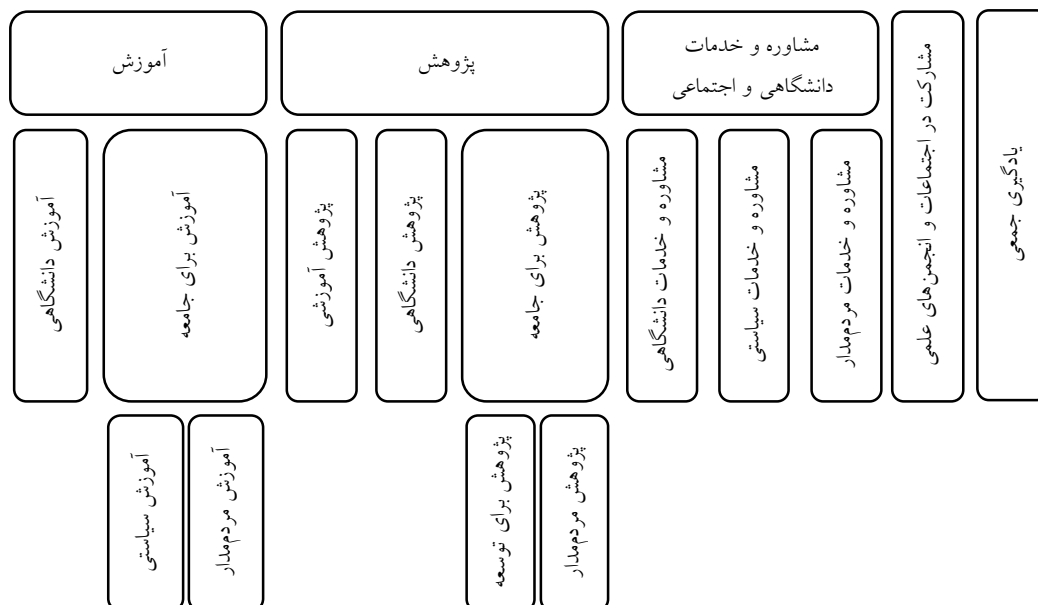 یادگیری جمعی
مشارکت در اجتماعات و انجمن‌های علمی
مشاوره و خدمات
دانشگاهی و اجتماعی
پژوهش
آموزش
مشاوره و خدمات مردم‌مدار
مشاوره و خدمات سیاستی
مشاوره و خدمات دانشگاهی
پژوهش برای جامعه
پژوهش دانشگاهی
پژوهش آموزشی
آموزش برای جامعه
آموزش دانشگاهی
پژوهش مردم‌مدار
پژوهش برای توسعه
آموزش مردم‌مدار
آموزش سیاستی